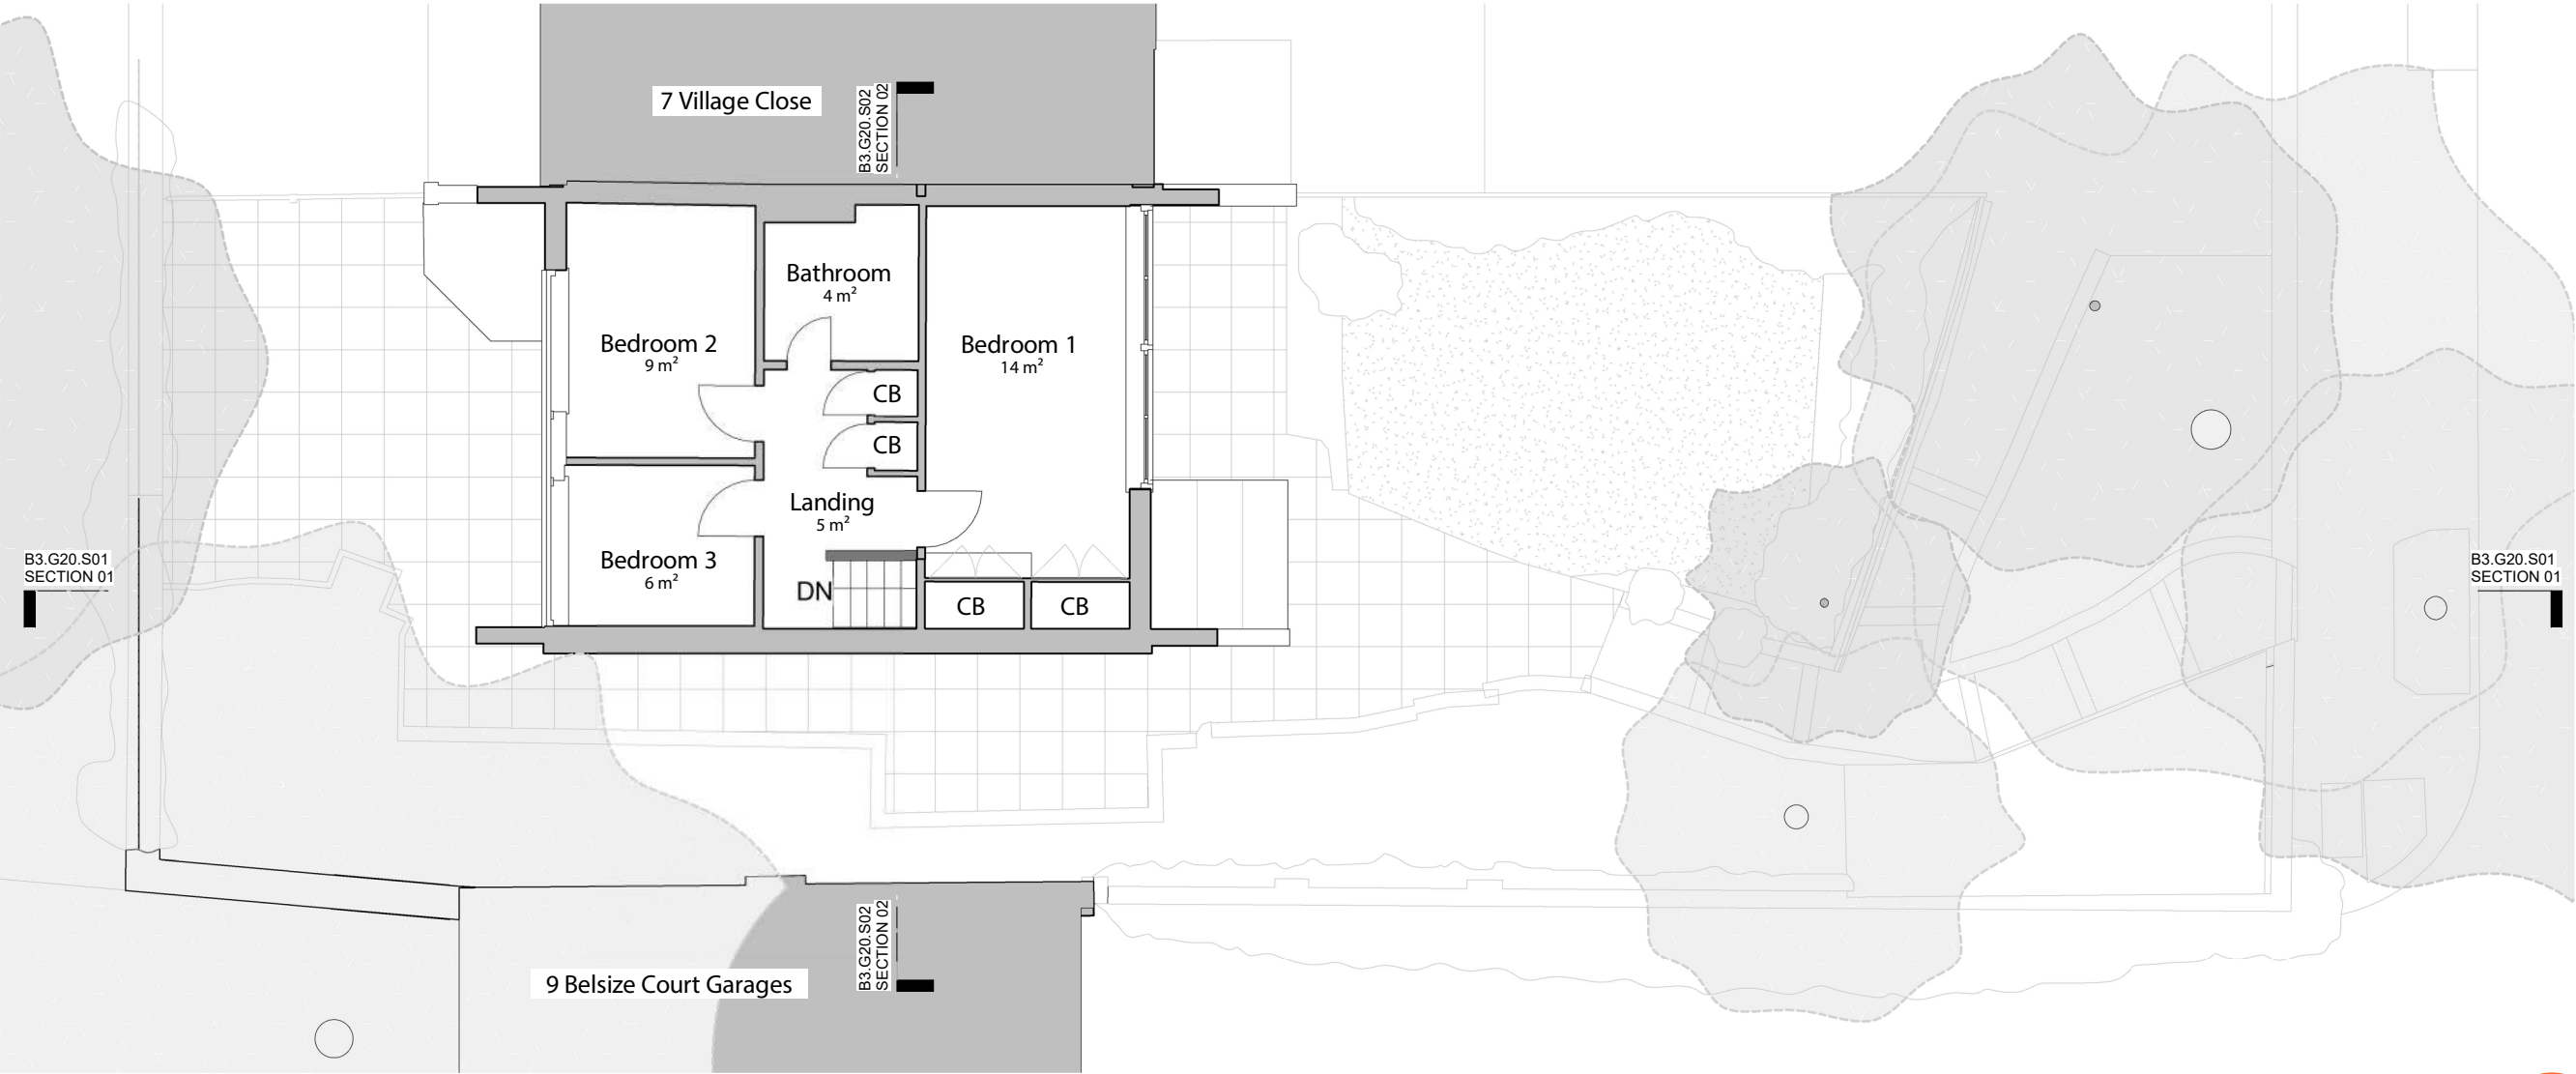 7 Village Close
B3.G20.S02
SECTION 02
Bathroom
4 m²
Bedroom 2
9 m²
Bedroom 1
14 m²
CB
CB
Landing
5 m²
Bedroom 3
6 m²
DN
CB
CB
B3.G20.S01
SECTION 01
B3.G20.S01
SECTION 01
B3.G20.S02
SECTION 02
9 Belsize Court Garages